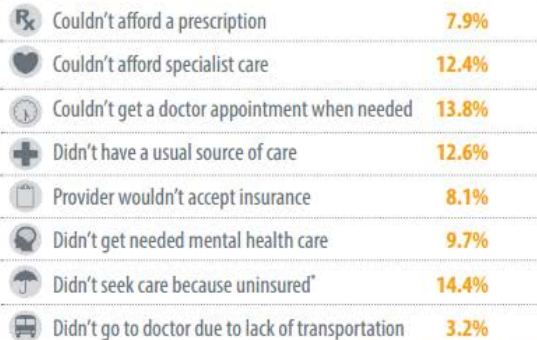 Rx Couldn't afford a prescription 7.9%
Couldn't afford specialist care 12.4%
Couldn't get a doctor appointment when needed 13.8%
Didn't have a usual source of care 12.6%
Provider wouldn't accept insurance 8.1%
Didn't get needed mental health care 9.7%
Didn't seek care because uninsured* 14.4%
Didn't go to doctor due to lack of transportation 3.2%